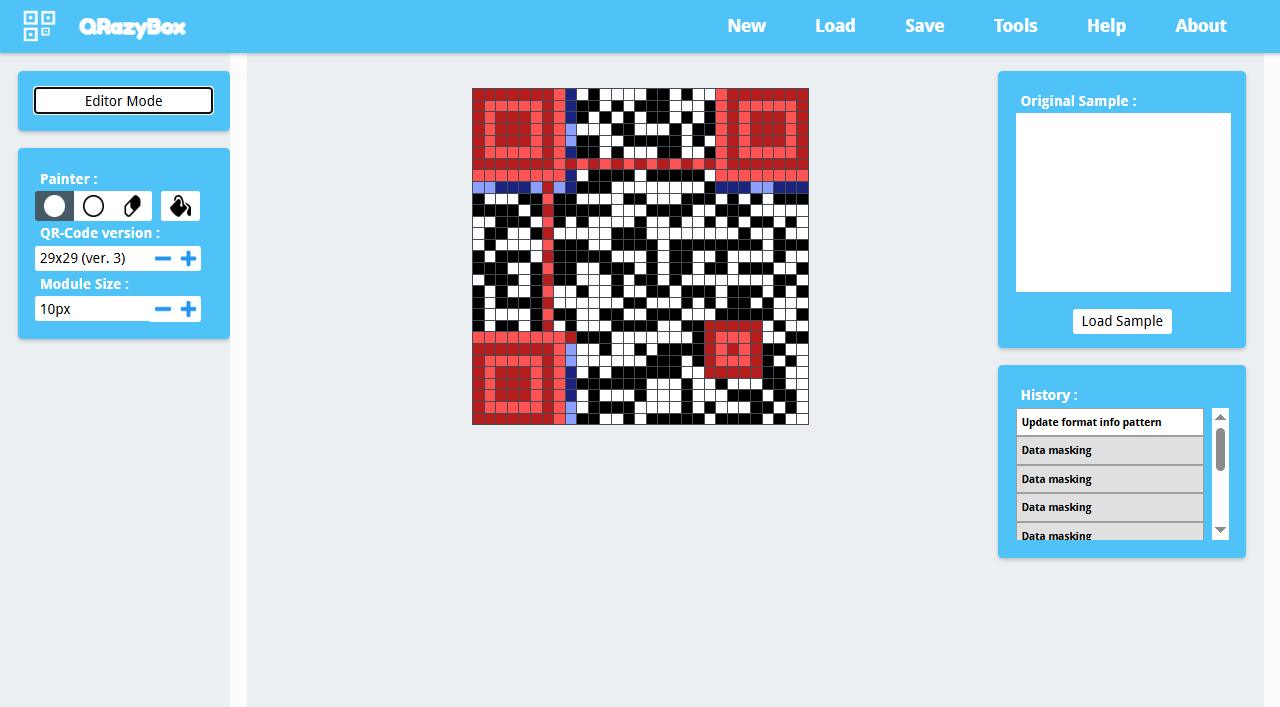 QRazyBox
New Load Save Tools Help About
Editor Mode
Painter :
QR-Code version :
29x29 (ver. 3)
Module Size :
10px
Original Sample :
Load Sample
History :
Update format info pattern
Data masking
Data masking
Data masking
Data masking